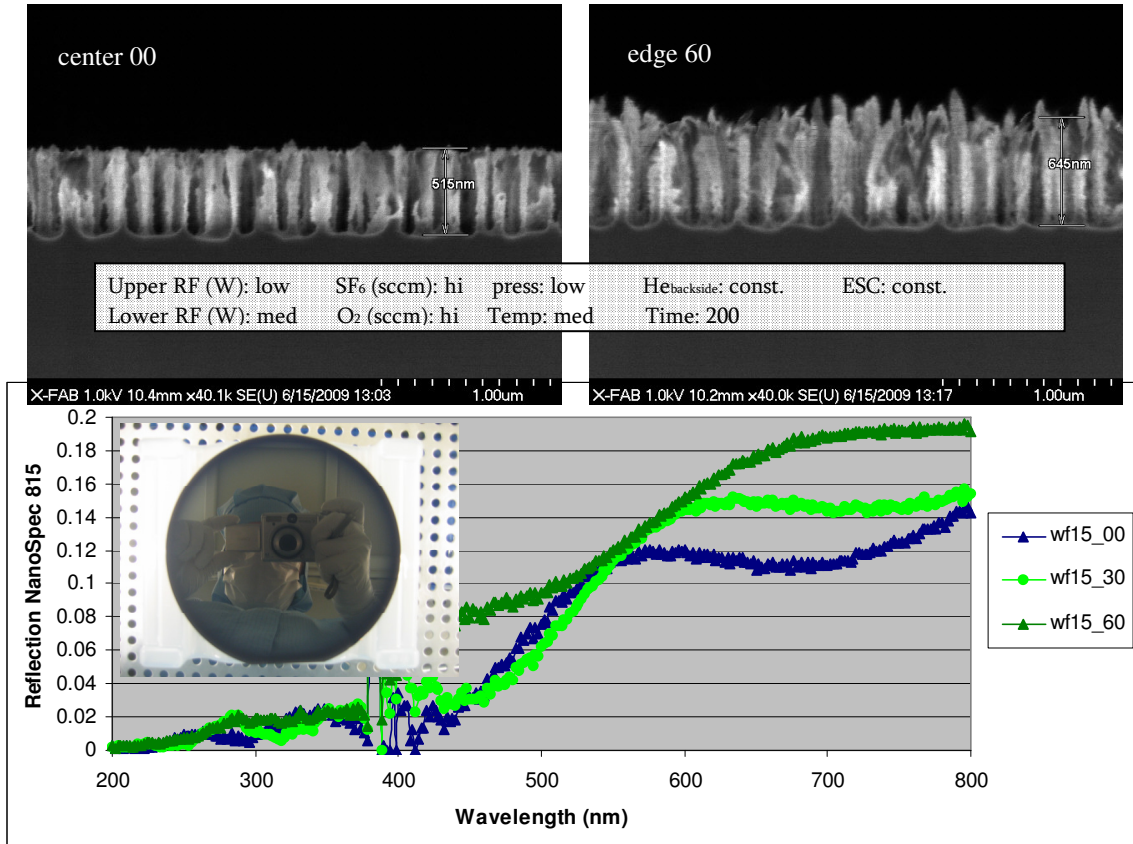 center 00
edge 60
515nm
645nm
Upper RF (W): low SF₆ (sccm): hi press: low He_backside: const. ESC: const.
Lower RF (W): med O₂ (sccm): hi Temp: med Time: 200
X-FAB 1.0kV 10.4mm x40.1k SE(U) 6/15/2009 13:03 1.00um
X-FAB 1.0kV 10.2mm x40.0k SE(U) 6/15/2009 13:17 1.00um
Reflection NanoSpec 815
0.2
0.18
0.16
0.14
0.12
0.1
0.08
0.06
0.04
0.02
0
200 300 400 500 600 700 800
Wavelength (nm)
wf15_00
wf15_30
wf15_60